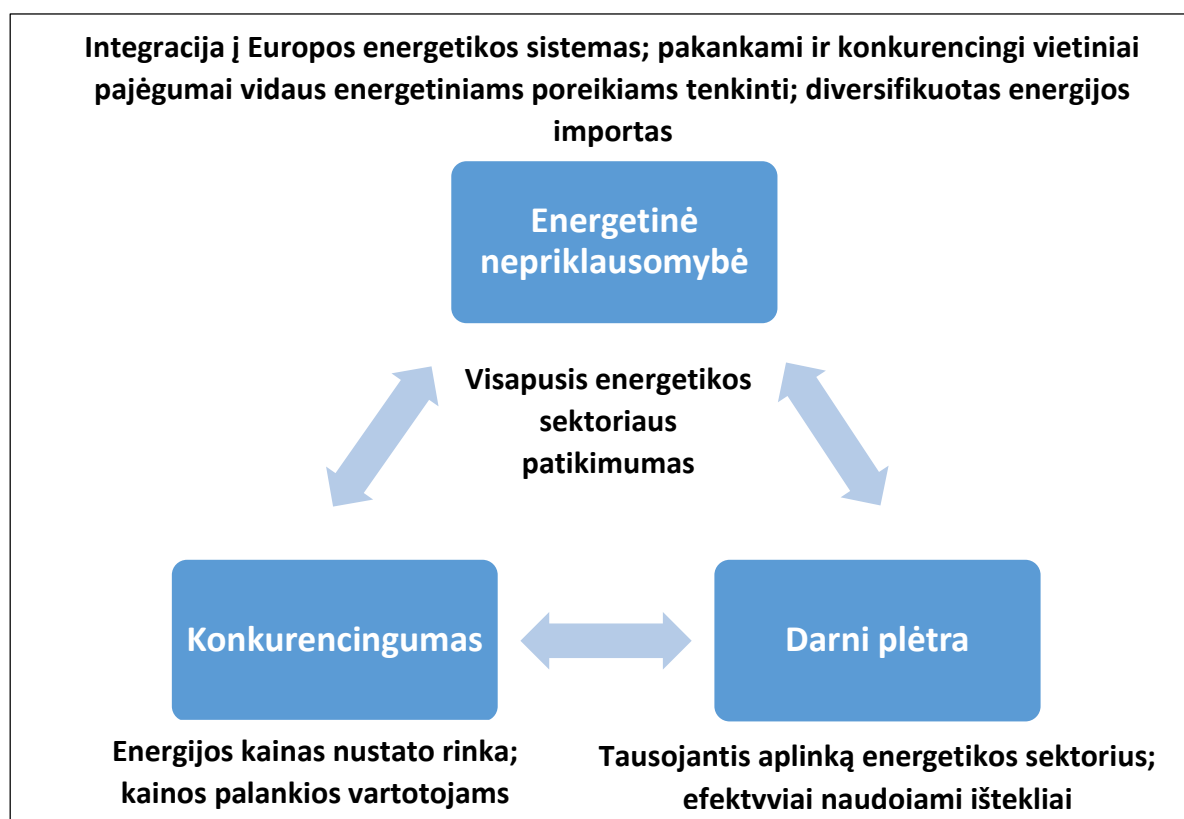 Integracija į Europos energetikos sistemas; pakankami ir konkurencingi vietiniai
pajėgumai vidaus energetiniams poreikiams tenkinti; diversifikuotas energijos
importas
Energetinė
nepriklausomybė
Visapusis energetikos
sektoriaus
patikimumas
Konkurencingumas
Darni plėtra
Energijos kainas nustato rinka;
kainos palankios vartotojams
Tausojantis aplinką energetikos sektorius;
efektyviai naudojami ištekliai